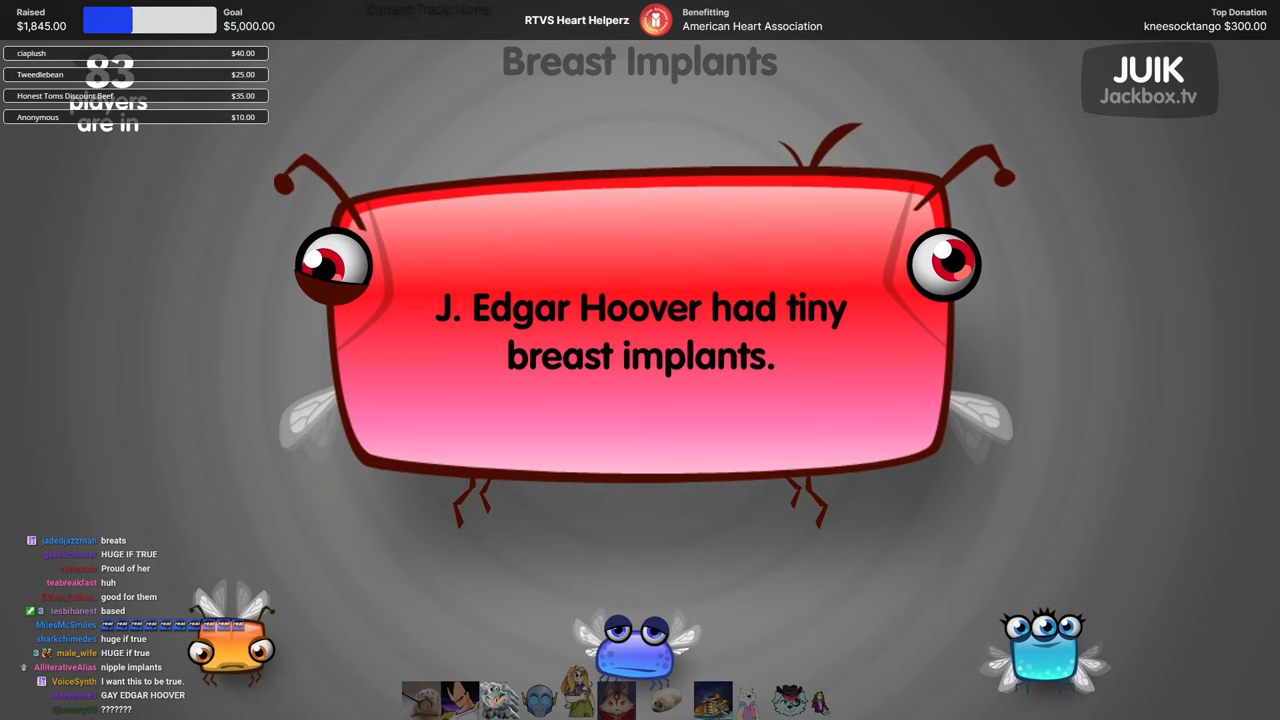 Raised
$1,845.00
Goal
$5,000.00
Current Track: None
RTVS Heart Helperz
Benefitting
American Heart Association
Top Donation
kneesocktango $300.00
ciaplush $40.00
Tweedlebean $25.00
Honest Toms Discount Beef $35.00
Anonymous $10.00
83
players
are in
Breast Implants
JUIK
Jackbox.tv
J. Edgar Hoover had tiny
breast implants.
jadedjazzman breats
HUGE IF TRUE
Proud of her
teabreakfast huh
good for them
lesbihanest based
MilesMcSmiles
sharkchimedes huge if true
male_wife HUGE if true
AlliterativeAlias nipple implants
VoiceSynth I want this to be true.
GAY EDGAR HOOVER
???????